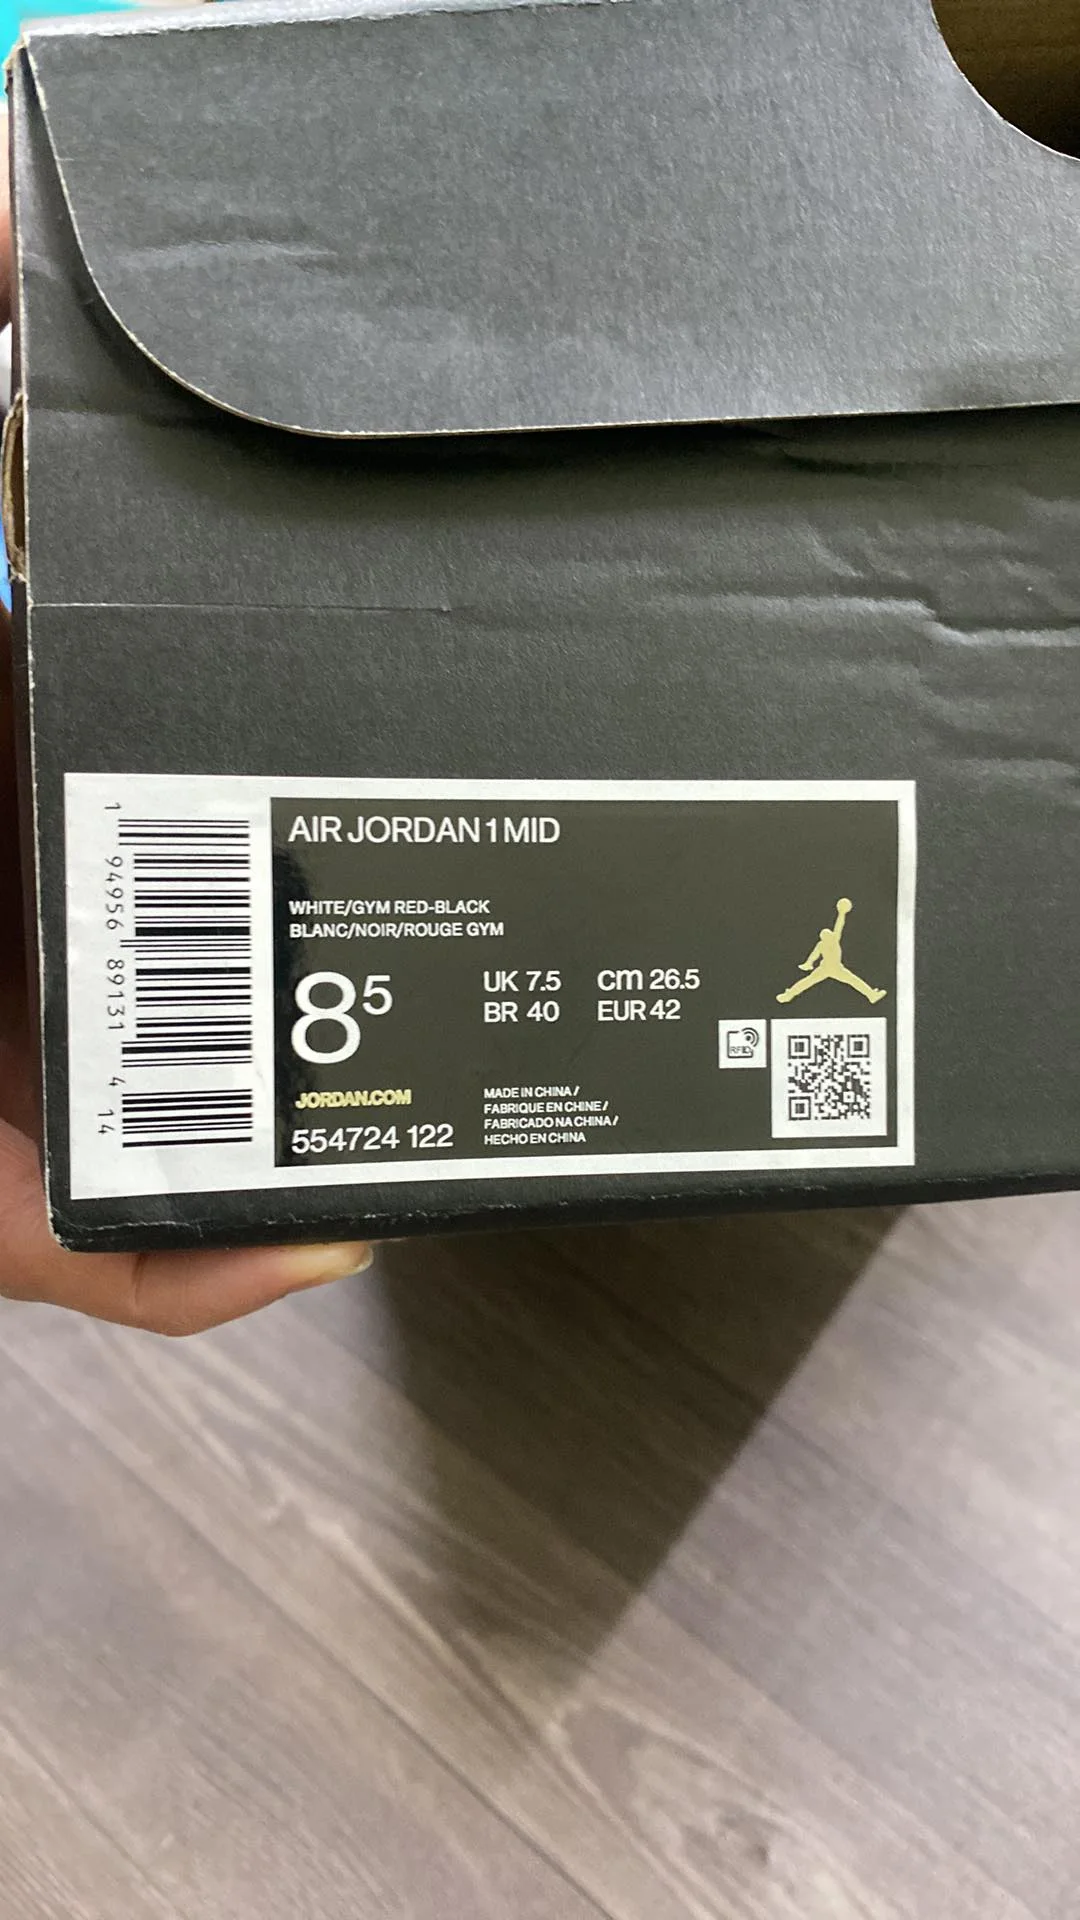 AIR JORDAN 1 MID
WHITE/GYM RED-BLACK
BLANC/NOIR/ROUGE GYM
8 5
UK 7.5 cm 26.5
BR 40 EUR 42
RFID
JORDAN.COM
554724 122
MADE IN CHINA /
FABRIQUE EN CHINE /
FABRICADO NA CHINA /
HECHO EN CHINA
1 94956 89131 4 14